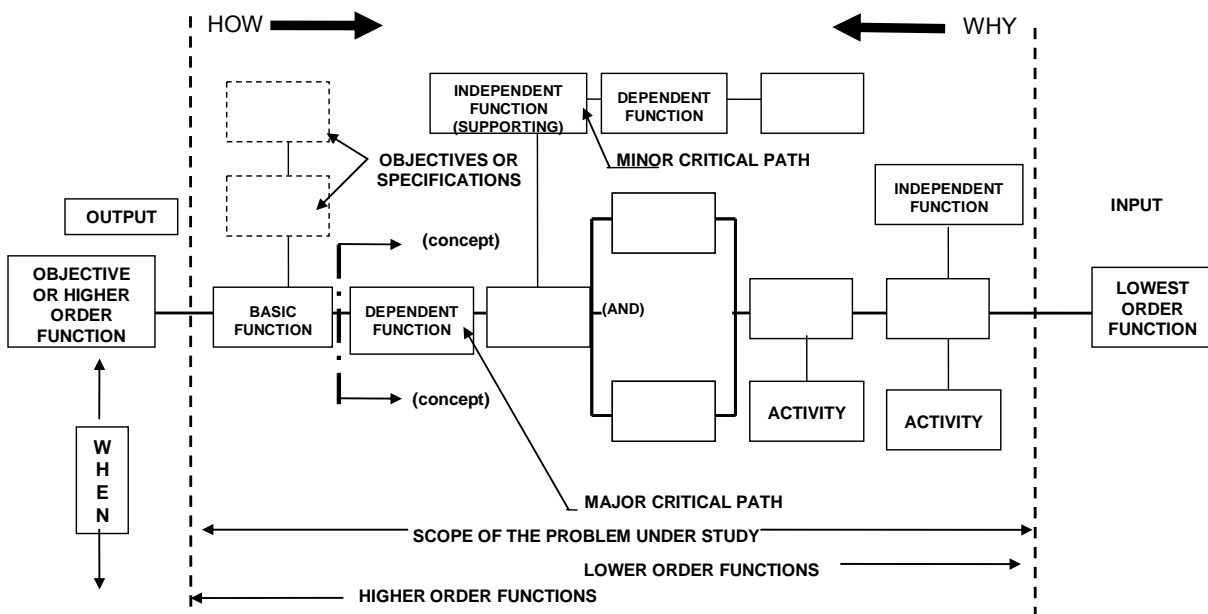 HOW
WHY
INDEPENDENT
FUNCTION
(SUPPORTING)
DEPENDENT
FUNCTION
OBJECTIVES OR
SPECIFICATIONS
MINOR CRITICAL PATH
INDEPENDENT
FUNCTION
OUTPUT
INPUT
(concept)
OBJECTIVE
OR HIGHER
ORDER
FUNCTION
BASIC
FUNCTION
DEPENDENT
FUNCTION
(AND)
LOWEST
ORDER
FUNCTION
(concept)
ACTIVITY
ACTIVITY
W
H
E
N
MAJOR CRITICAL PATH
SCOPE OF THE PROBLEM UNDER STUDY
LOWER ORDER FUNCTIONS
HIGHER ORDER FUNCTIONS